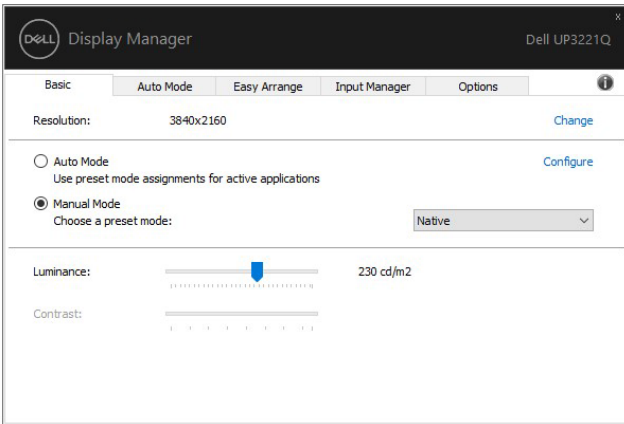 DELL Display Manager
x
Dell UP3221Q
Basic Auto Mode Easy Arrange Input Manager Options
Resolution: 3840x2160 Change
Auto Mode Configure
Use preset mode assignments for active applications
Manual Mode
Choose a preset mode: Native
Luminance: 230 cd/m2
Contrast: